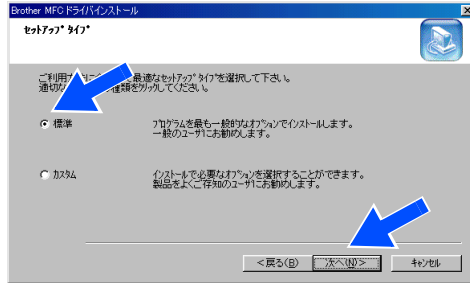 Brother MFC ドライバインストール
セットアップ タイプ
最適なセットアップ タイプを選択して下さい。
種類をクリックしてください。
標準
プログラムを最も一般的なオプションでインストールします。
一般のユーザにお勧めします。
カスタム
インストールで必要なオプションを選択することができます。
製品をよくご存知のユーザにお勧めします。
<戻る(B)
次へ(N)>
キャンセル